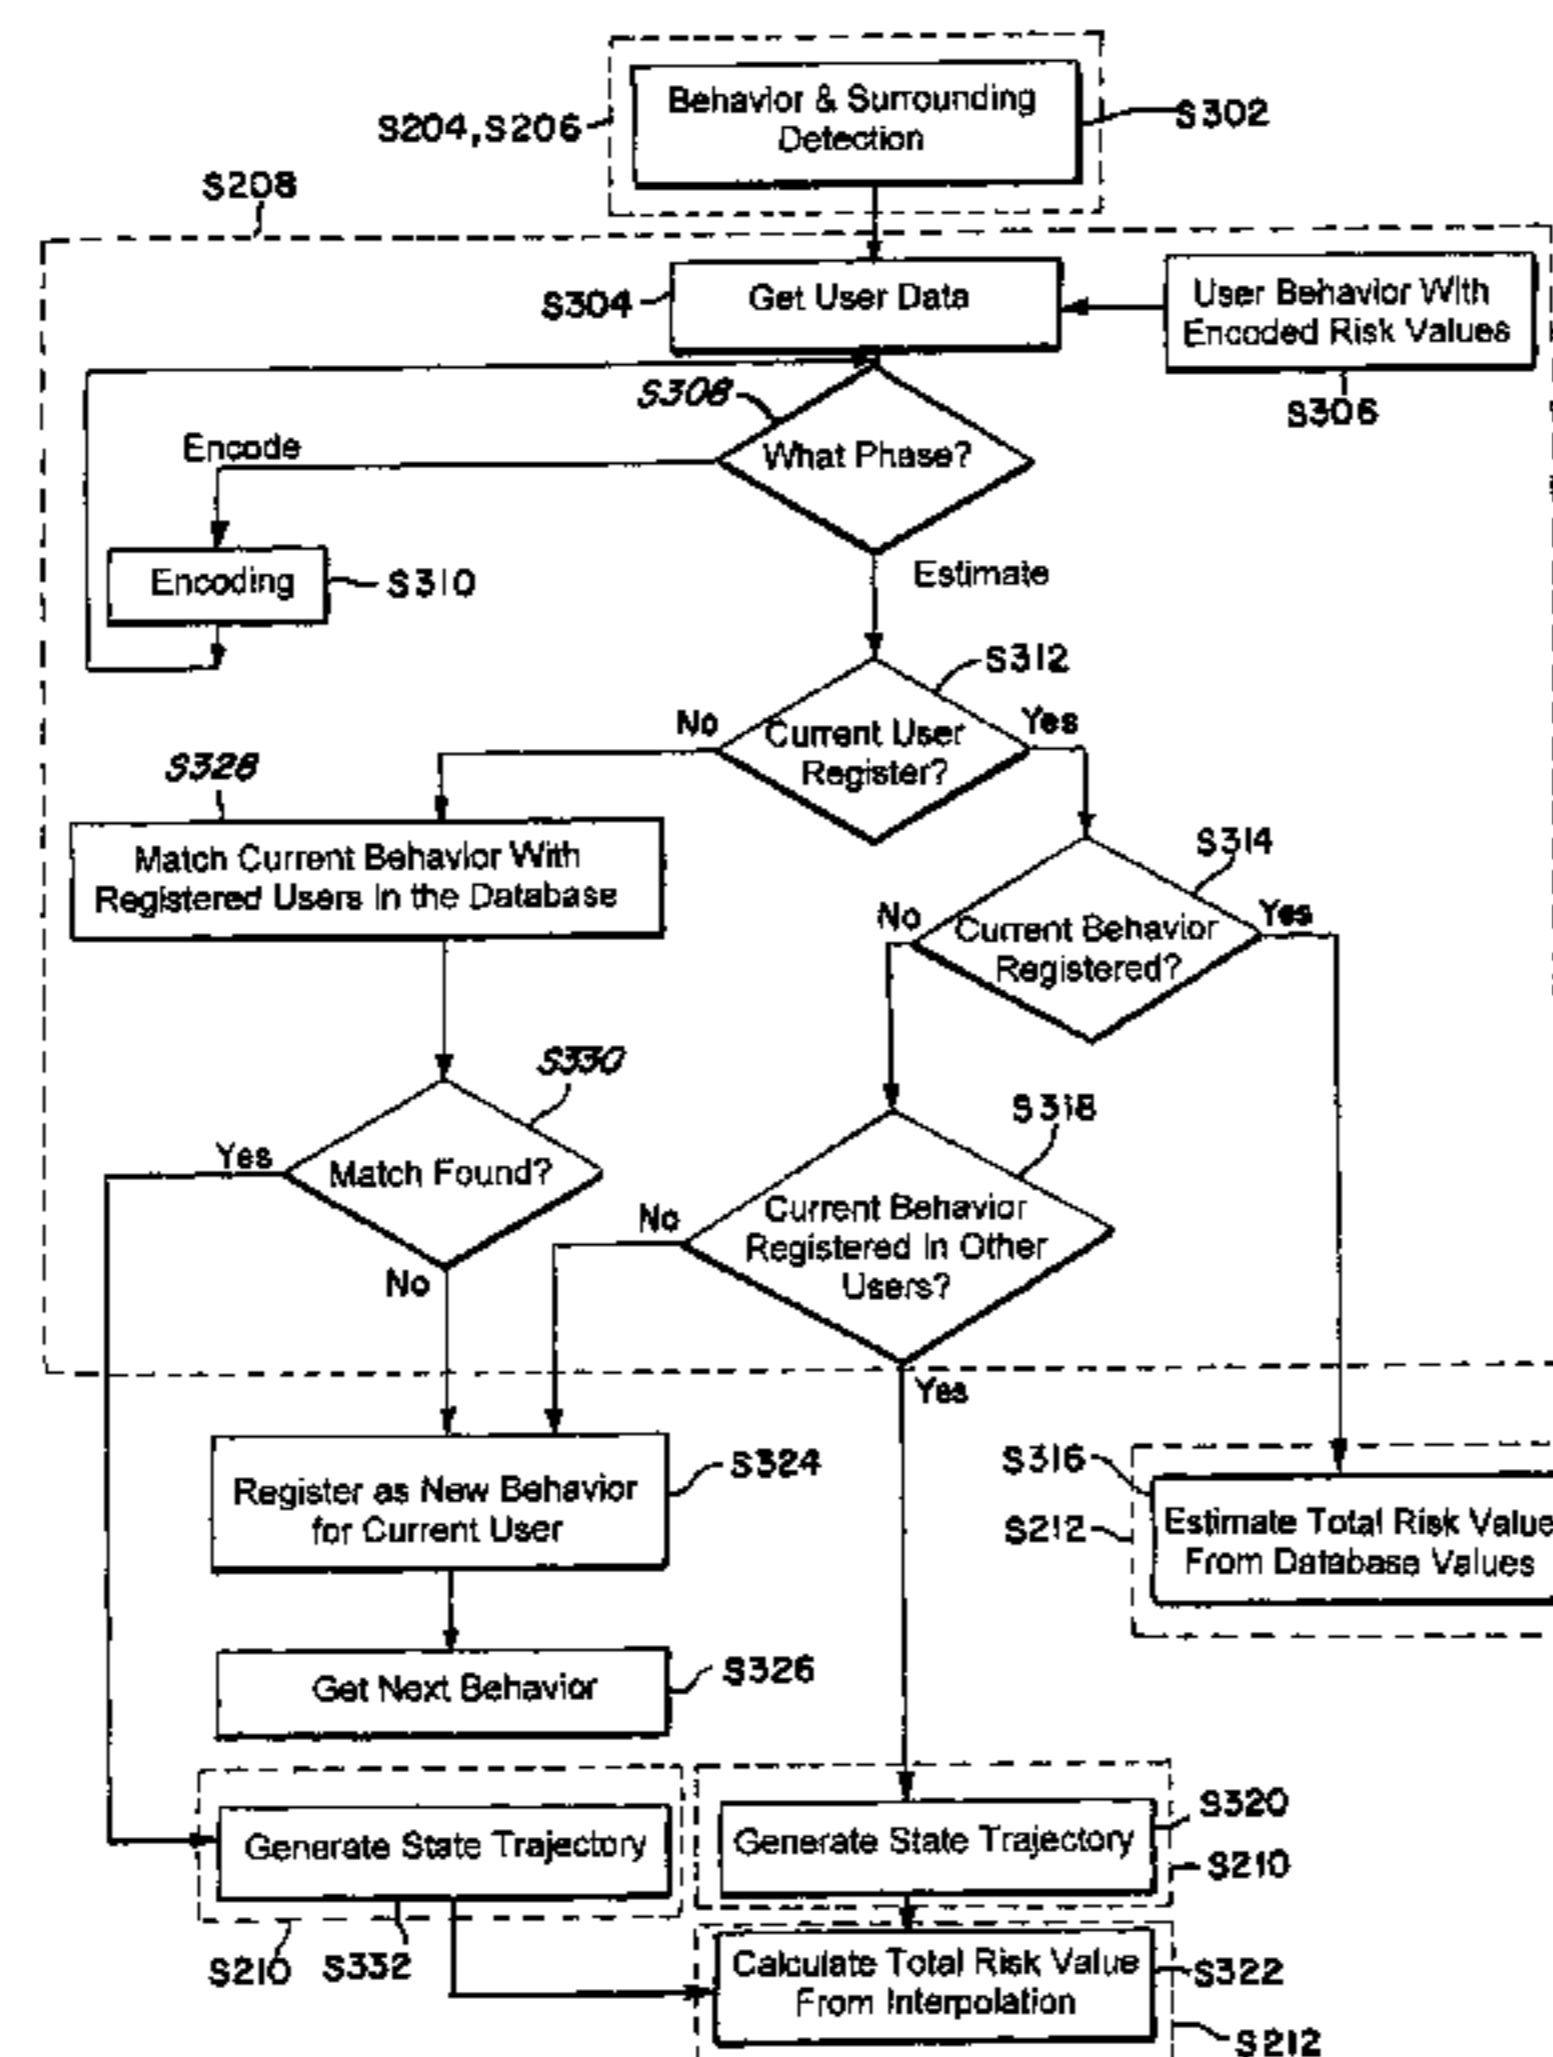 Behavior & Surrounding
Detection
S204,S206
S302
S208
Get User Data
S304
User Behavior With
Encoded Risk Values
S306
S308
What Phase?
Encode
Encoding
S310
Estimate
S312
No
Current User
Register?
Yes
S328
Match Current Behavior With
Registered Users In the Database
S314
No
Current Behavior
Registered?
Yes
S330
Yes
Match Found?
No
S318
No
Current Behavior
Registered In Other
Users?
Yes
S324
Register as New Behavior
for Current User
S316
S212
Estimate Total Risk Value
From Database Values
Get Next Behavior
S326
Generate State Trajectory
S210
S332
Generate State Trajectory
S320
S210
Calculate Total Risk Value
From Interpolation
S322
S212